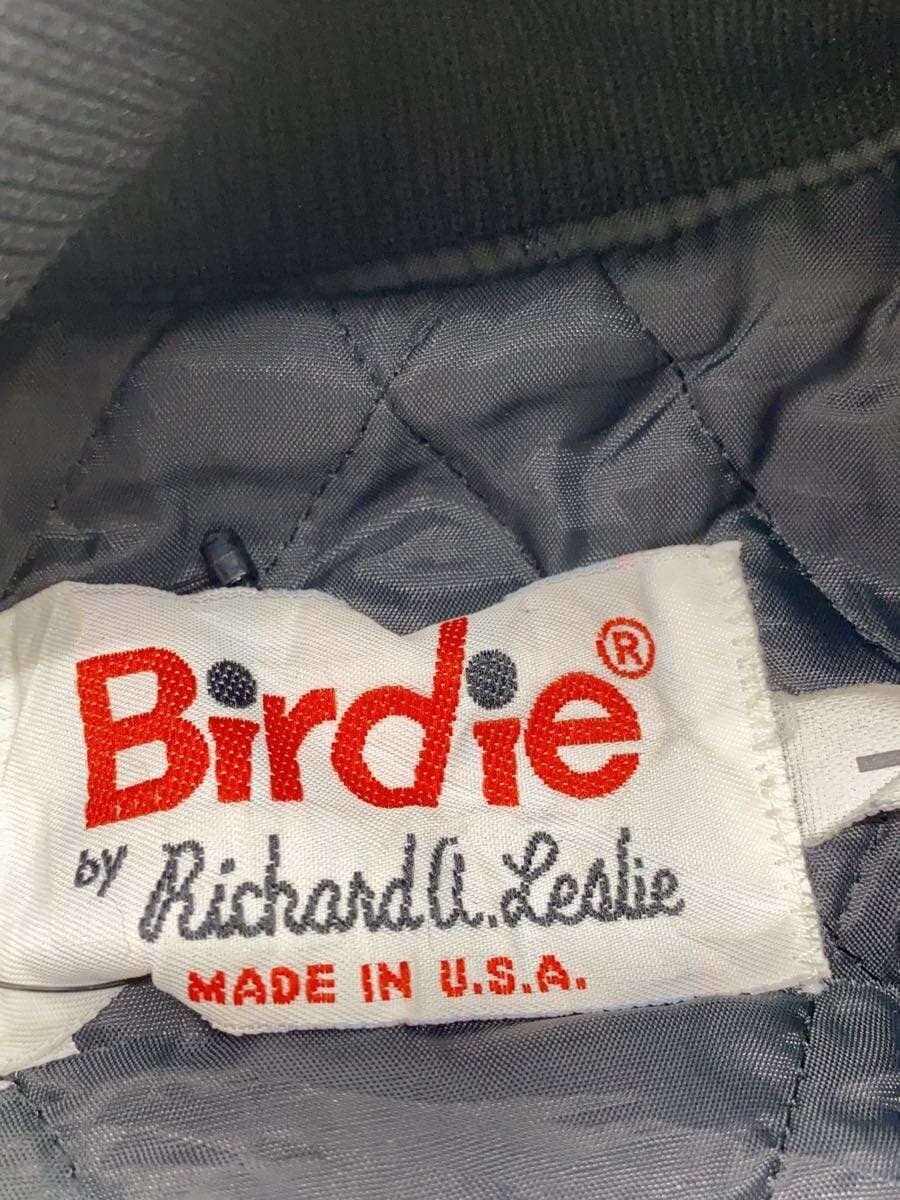 Birdie®
by Richard A. Leslie
MADE IN U.S.A.